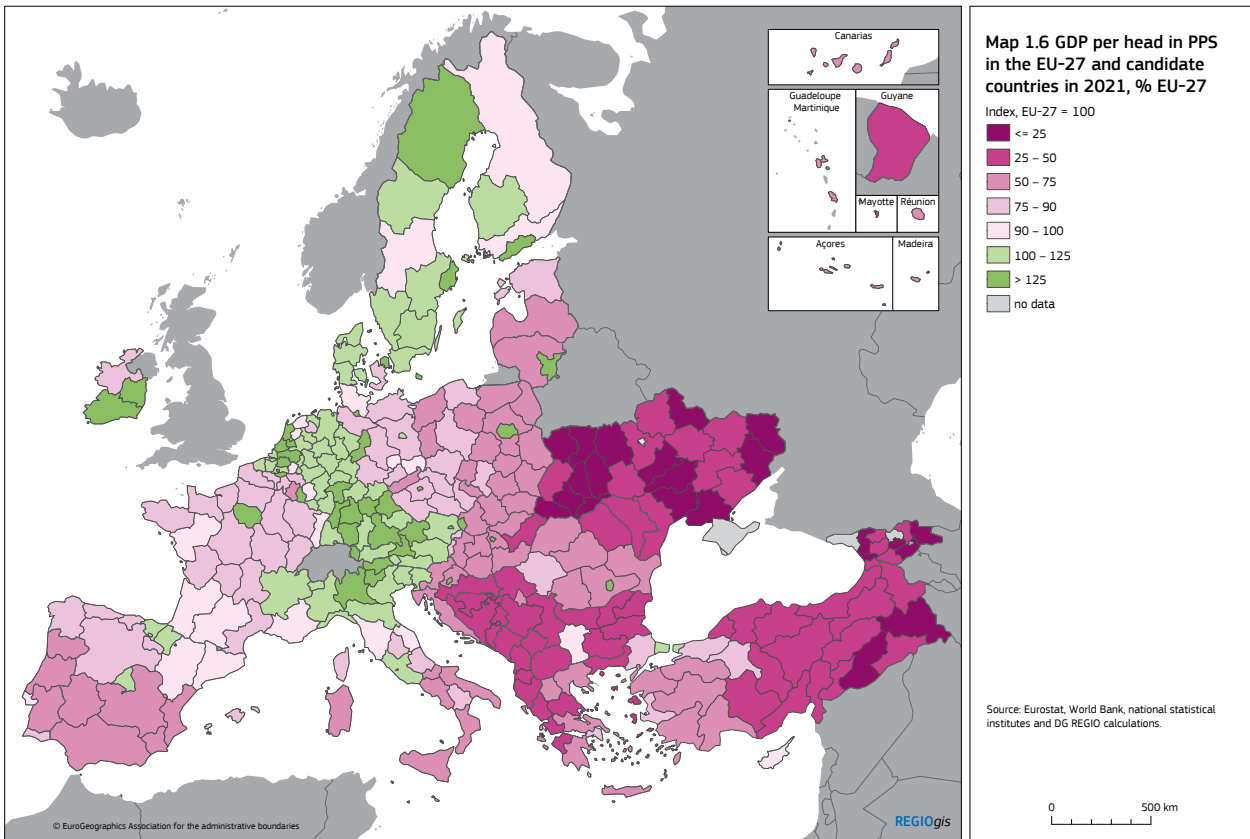 Canarias
Guadeloupe
Martinique
Guyane
Mayotte
Réunion
Açores
Madeira
© EuroGeographics Association for the administrative boundaries
REGIOgis
Map 1.6 GDP per head in PPS
in the EU-27 and candidate
countries in 2021, % EU-27
Index, EU-27 = 100
<= 25
25 – 50
50 – 75
75 – 90
90 – 100
100 – 125
> 125
no data
Source: Eurostat, World Bank, national statistical
institutes and DG REGIO calculations.
0 500 km